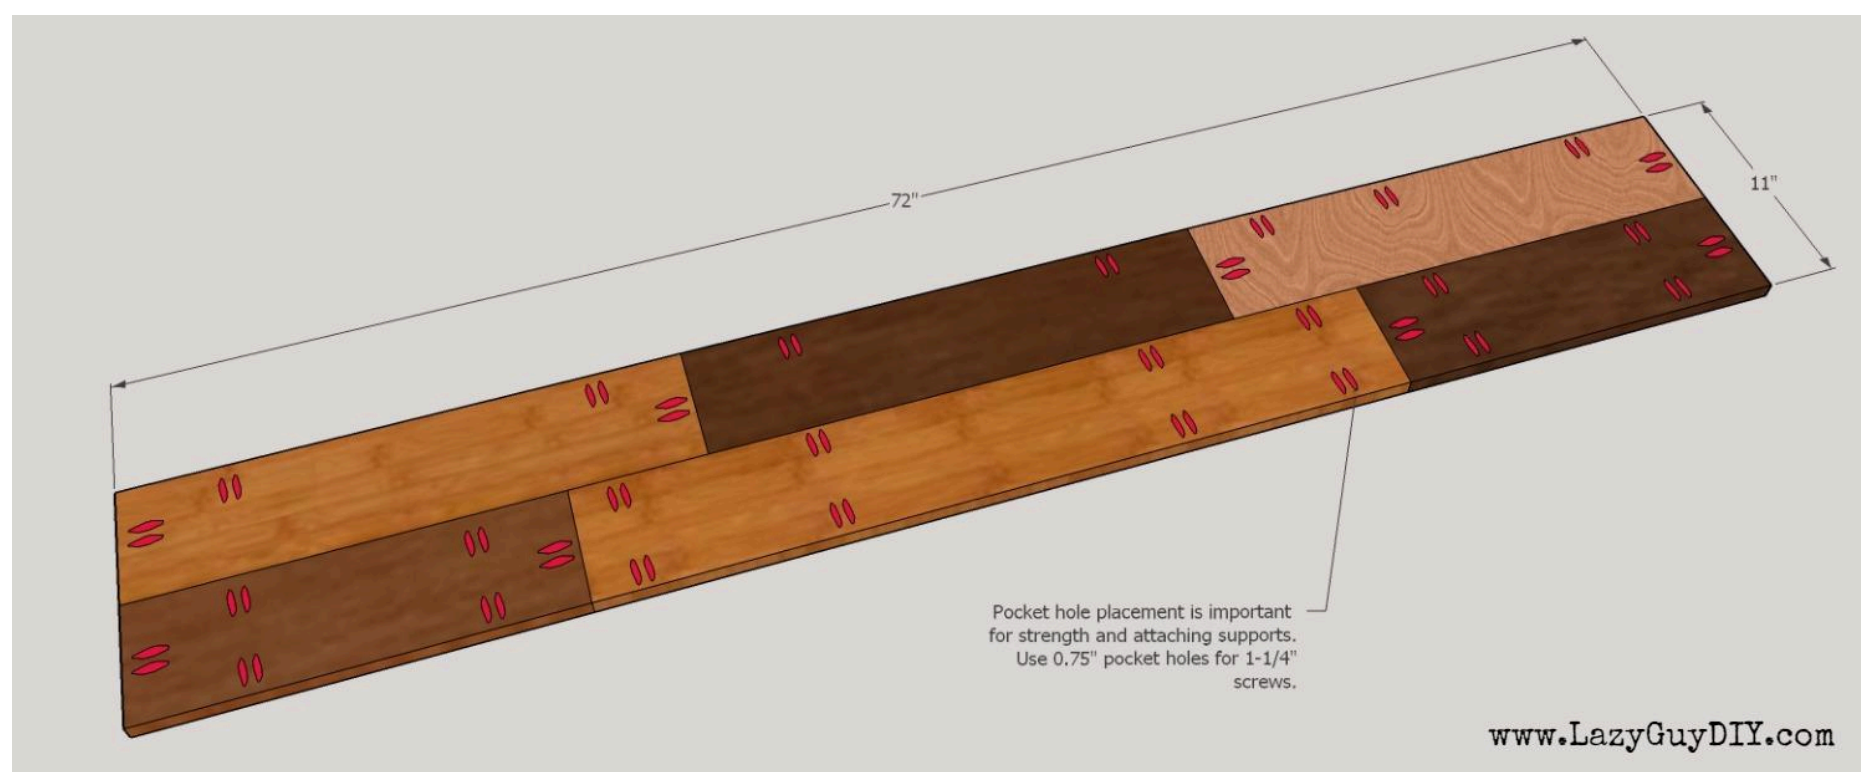 72"
11"
Pocket hole placement is important
for strength and attaching supports.
Use 0.75" pocket holes for 1-1/4"
screws.
www.LazyGuyDIY.com